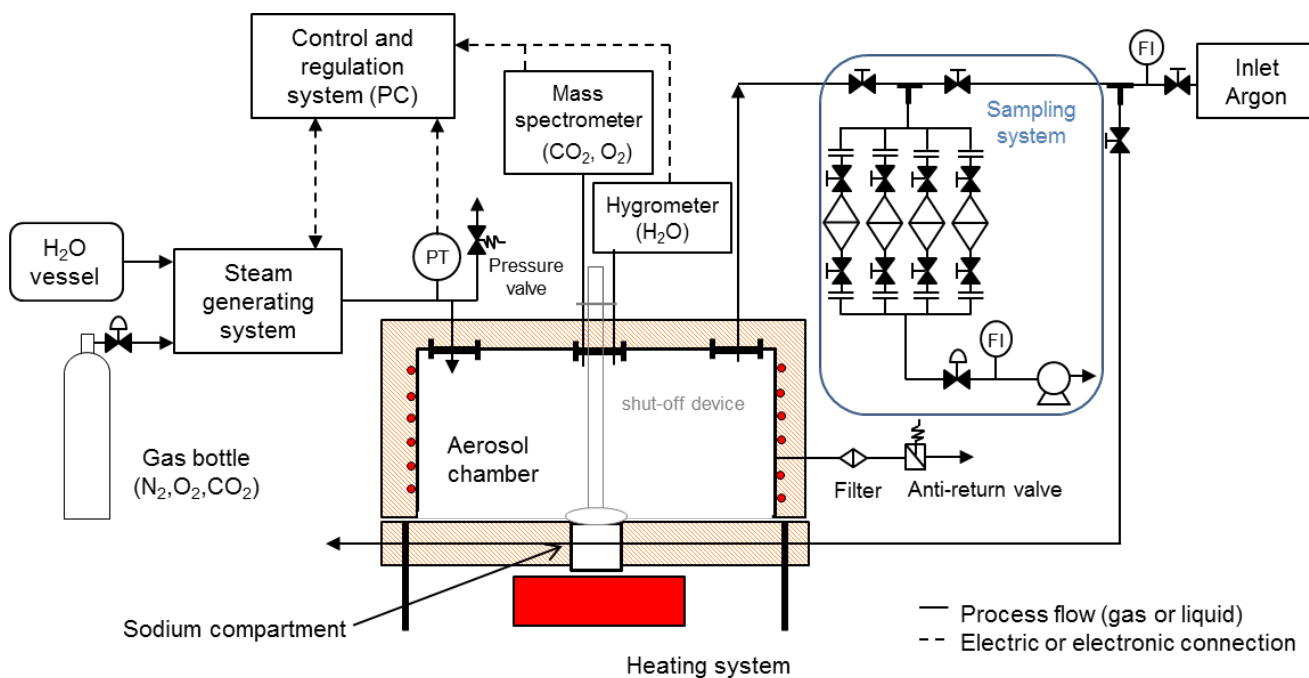 Control and
regulation
system (PC)
Mass
spectrometer
(CO₂, O₂)
Hygrometer
(H₂O)
FI
Inlet
Argon
Sampling
system
H₂O
vessel
Steam
generating
system
PT
Pressure
valve
FI
shut-off device
Aerosol
chamber
Gas bottle
(N₂,O₂,CO₂)
Filter
Anti-return valve
Sodium compartment
Heating system
Process flow (gas or liquid)
Electric or electronic connection